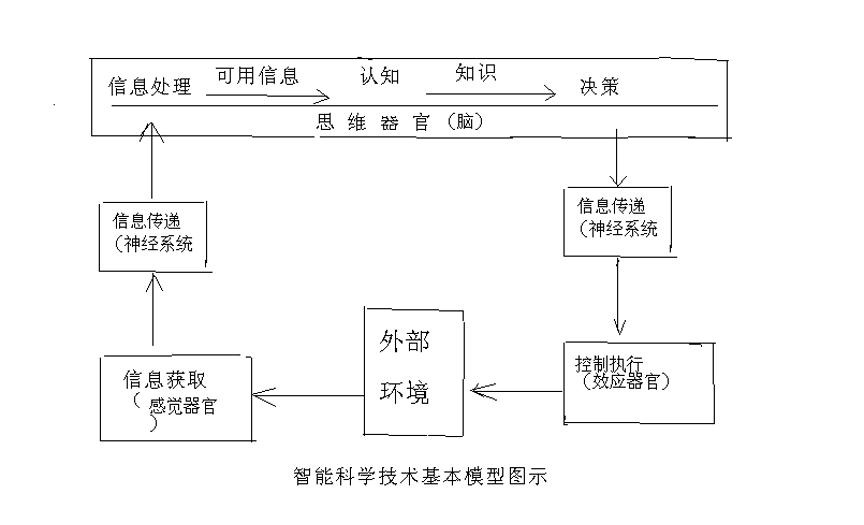 信息处理 可用信息 认知 知识 决策
思维器官（脑）
信息传递
（神经系统
信息传递
（神经系统
外部
环境
信息获取
（感觉器官
）
控制执行
（效应器官）
智能科学技术基本模型图示